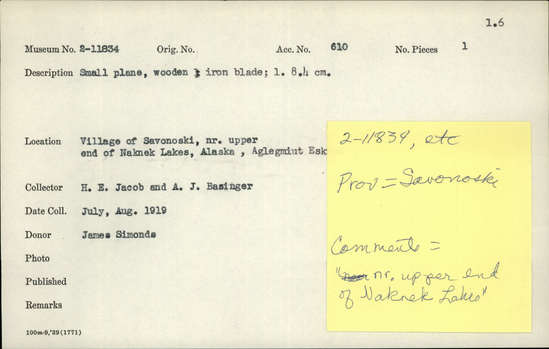 1.6
Museum No. 2-11834 Orig. No. Acc. No. 610 No. Pieces 1
Description Small plane, wooden ; iron blade; l. 8.4 cm.
Location Village of Savonoski, nr. upper
end of Naknek Lakes, Alaska , Aglegmiut Esk
Collector H. E. Jacob and A. J. Basinger
Date Coll. July, Aug. 1919
Donor James Simonds
Photo
Published
Remarks
100m-9,'39(1771)
2-11834, etc
Prov = Savonoski
Comments =
"nr. upper end
of Naknek Lakes"